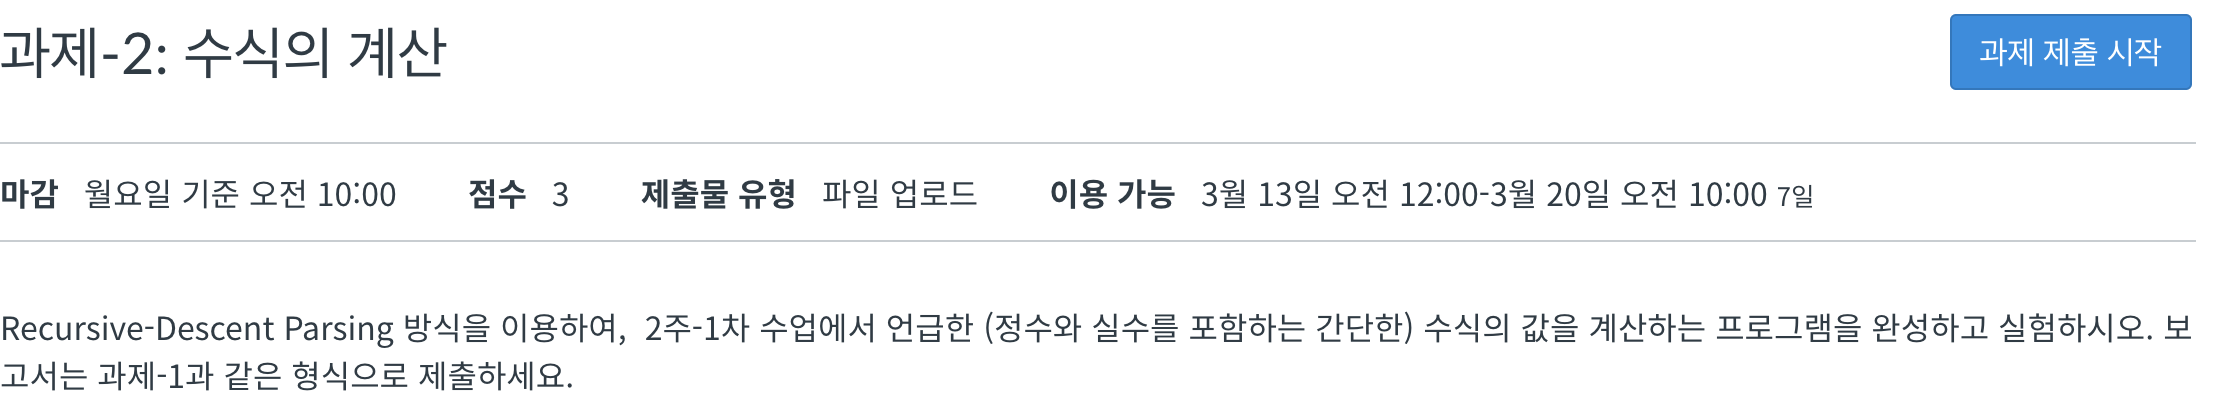 과제-2: 수식의 계산
과제 제출 시작
마감 월요일 기준 오전 10:00 점수 3 제출물 유형 파일 업로드 이용 가능 3월 13일 오전 12:00-3월 20일 오전 10:00 7일
Recursive-Descent Parsing 방식을 이용하여, 2주-1차 수업에서 언급한 (정수와 실수를 포함하는 간단한) 수식의 값을 계산하는 프로그램을 완성하고 실험하시오. 보
고서는 과제-1과 같은 형식으로 제출하세요.